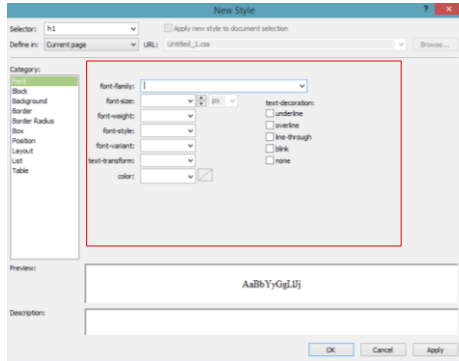 New Style
? x
Selector: h1 Apply new style to document selection
Define in: Current page URL: Untitled_1.css Browse...
Category:
Font
Block
Background
Border
Border Radius
Box
Position
Layout
List
Table
font-family:
font-size: px
font-weight:
font-style:
font-variant:
text-transform:
color:
text-decoration:
underline
overline
line-through
blink
none
Preview:
AaBbYyGgLlJj
Description:
OK Cancel Apply